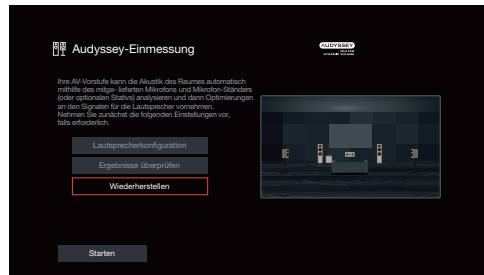 Audyssey-Einmessung
AUDYSSEY
Ihre AV-Vorstufe kann die Akustik des Raumes automatisch
mithilfe des mitge- lieferten Mikrofons und Mikrofon-Ständers
(oder optionalen Stativs) analysieren und dann Optimierungen
an den Signalen für die Lautsprecher vornehmen.
Nehmen Sie zunächst die folgenden Einstellungen vor,
falls erforderlich.
Lautsprecherkonfiguration
Ergebnisse überprüfen
Wiederherstellen
Starten